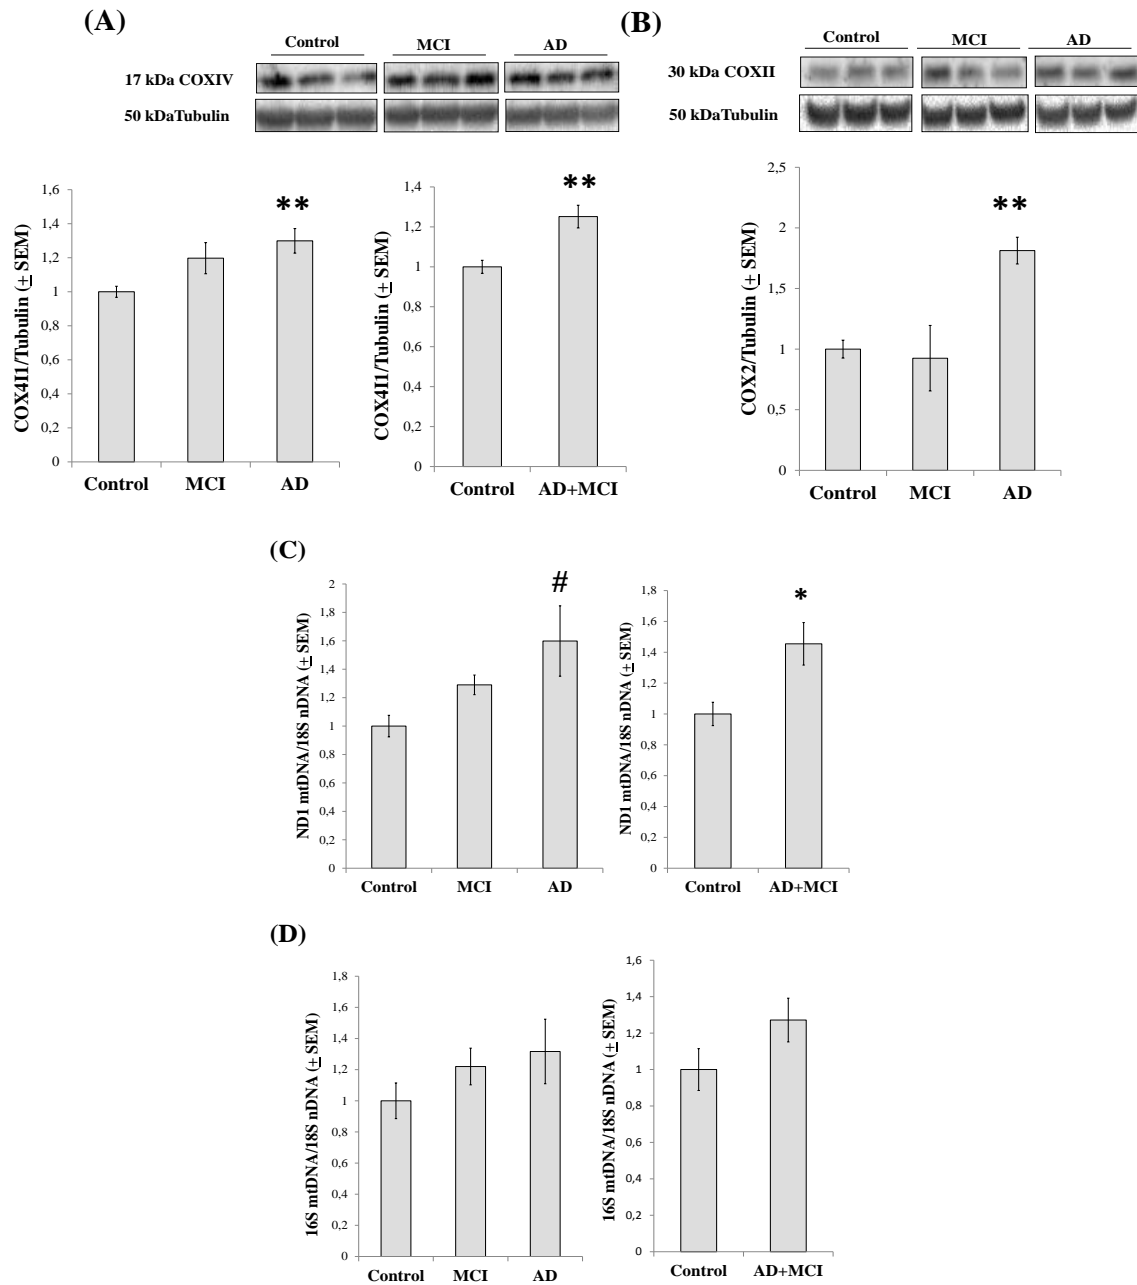 (A)
Control MCI AD
17 kDa COXIV
50 kDaTubulin
COX4I1/Tubulin (± SEM)
1,6
1,4
1,2
1
0,8
0,6
0,4
0,2
0
**
Control MCI AD
COX4I1/Tubulin (± SEM)
1,4
1,2
1
0,8
0,6
0,4
0,2
0
**
Control AD+MCI
(B)
Control MCI AD
30 kDa COXII
50 kDaTubulin
COX2/Tubulin (± SEM)
2,5
2
1,5
1
0,5
0
**
Control MCI AD
(C)
ND1 mtDNA/18S nDNA (± SEM)
2
1,8
1,6
1,4
1,2
1
0,8
0,6
0,4
0,2
0
#
Control MCI AD
ND1 mtDNA/18S nDNA (± SEM)
1,8
1,6
1,4
1,2
1
0,8
0,6
0,4
0,2
0
*
Control AD+MCI
(D)
16S mtDNA/18S nDNA (± SEM)
1,8
1,6
1,4
1,2
1
0,8
0,6
0,4
0,2
0
Control MCI AD
16S mtDNA/18S nDNA (± SEM)
1,6
1,4
1,2
1
0,8
0,6
0,4
0,2
0
Control AD+MCI